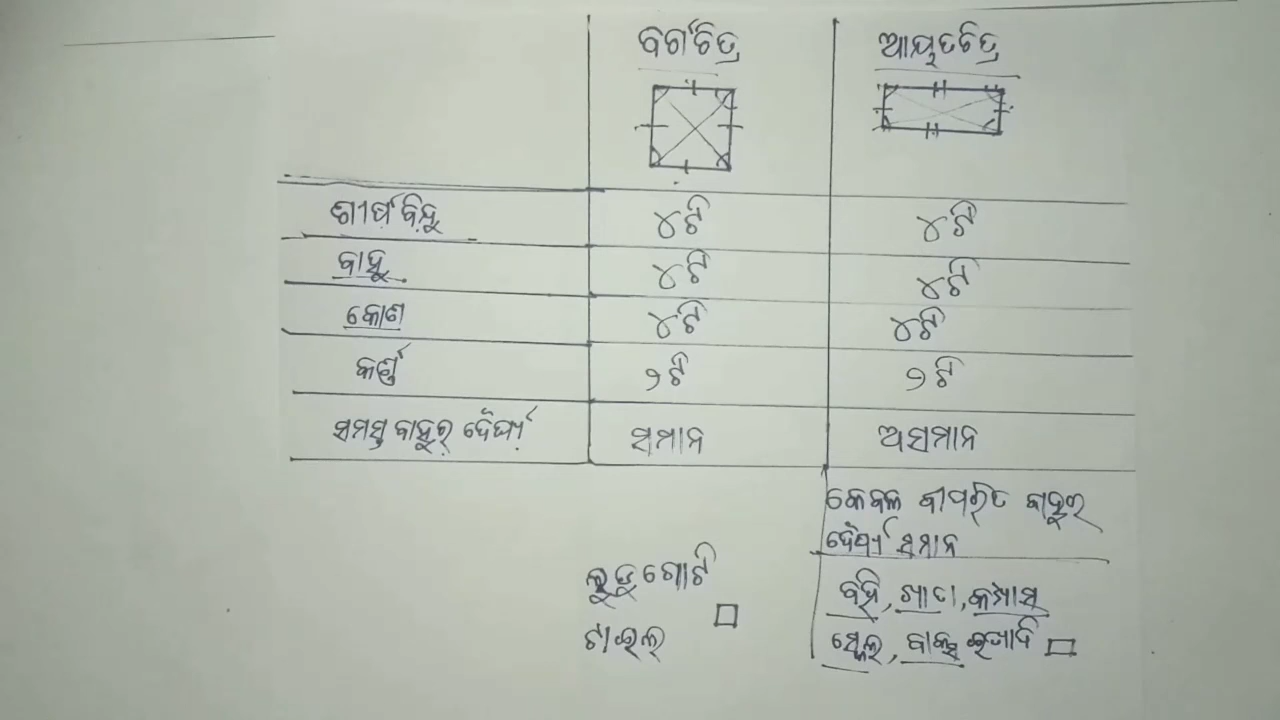 ବର୍ଗଚିତ୍ର ଆୟତଚିତ୍ର
ଶୀର୍ଷ ବିନ୍ଦୁ ୪ଟି ୪ଟି
ବାହୁ ୪ଟି ୪ଟି
କୋଣ ୪ଟି ୪ଟି
କର୍ଣ୍ଣ ୨ଟି ୨ଟି
ସମସ୍ତ ବାହୁର ଦୈର୍ଘ୍ୟ ସମାନ ଅସମାନ
କେବଳ ବୀପରିତ ବାହୁର
ଦୈର୍ଘ୍ୟ ସମାନ
ଲୁଡୁ ଗୋଟି
ଟାଇଲ୍
ବହି, ଖାତା, କମ୍ପାସ
ସ୍କେଲ୍, ବାକ୍ସ ଇତ୍ୟାଦି